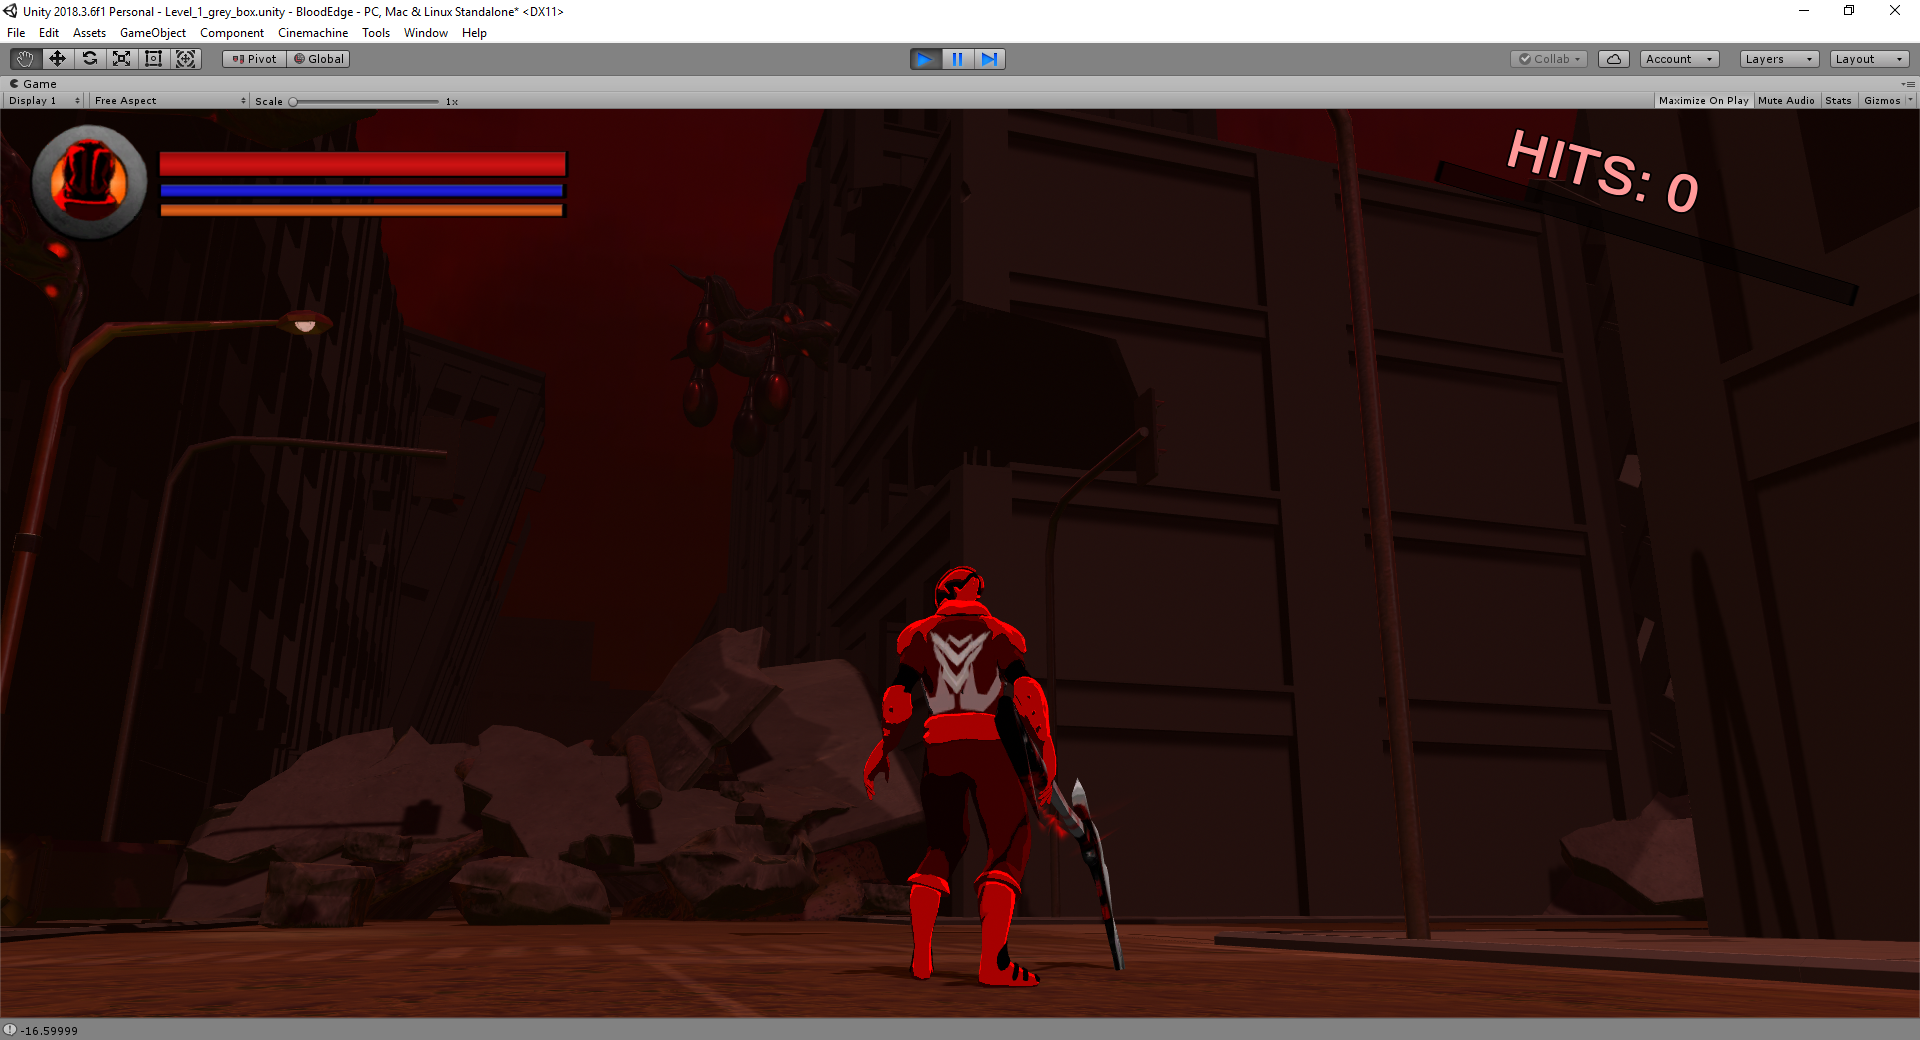 Unity 2018.3.6f1 Personal - Level_1_grey_box.unity - BloodEdge - PC, Mac & Linux Standalone* <DX11>
File Edit Assets GameObject Component Cinemachine Tools Window Help
Pivot Global Collab Account Layers Layout
Game
Display 1 Free Aspect Scale 1x Maximize On Play Mute Audio Stats Gizmos
HITS: 0
-16.59999